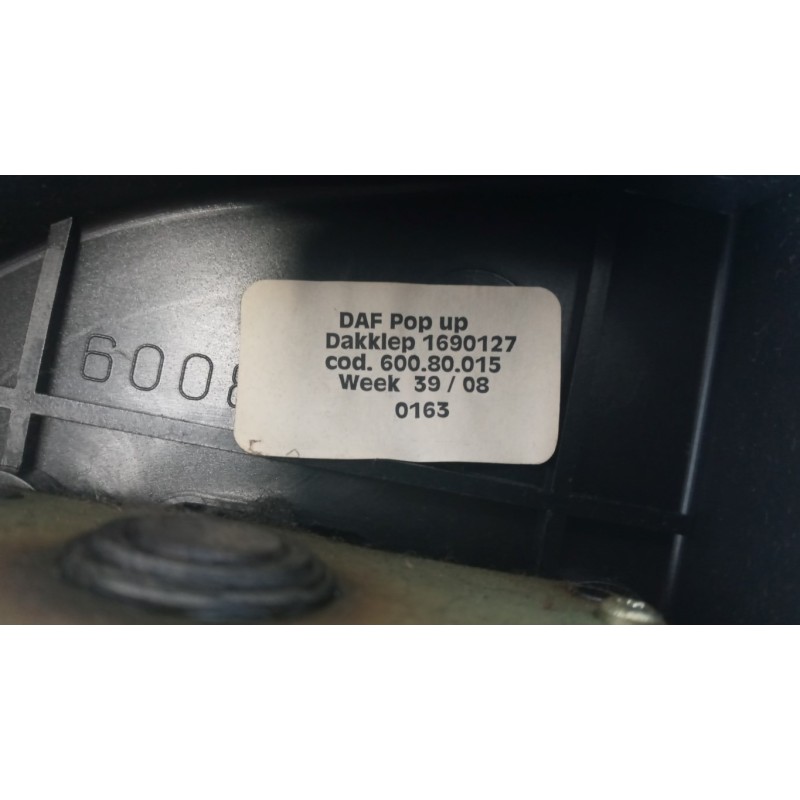 DAF Pop up
Dakklep 1690127
cod. 600.80.015
Week 39 / 08
0163
6008